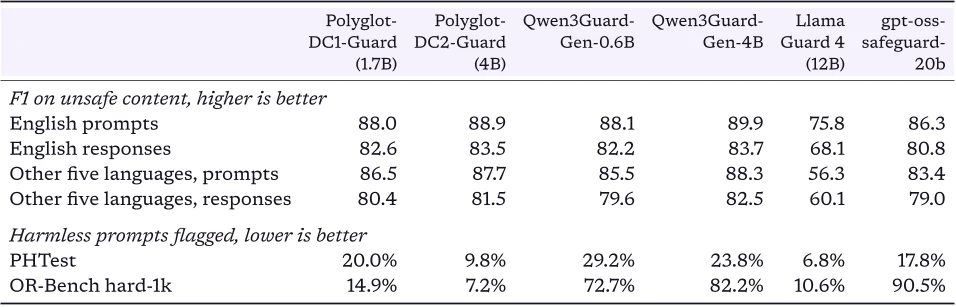 Polyglot- Polyglot- Qwen3Guard- Qwen3Guard- Llama gpt-oss-
DC1-Guard DC2-Guard Gen-0.6B Gen-4B Guard 4 safeguard-
(1.7B) (4B) (12B) 20b
F1 on unsafe content, higher is better
English prompts 88.0 88.9 88.1 89.9 75.8 86.3
English responses 82.6 83.5 82.2 83.7 68.1 80.8
Other five languages, prompts 86.5 87.7 85.5 88.3 56.3 83.4
Other five languages, responses 80.4 81.5 79.6 82.5 60.1 79.0
Harmless prompts flagged, lower is better
PHTest 20.0% 9.8% 29.2% 23.8% 6.8% 17.8%
OR-Bench hard-1k 14.9% 7.2% 72.7% 82.2% 10.6% 90.5%